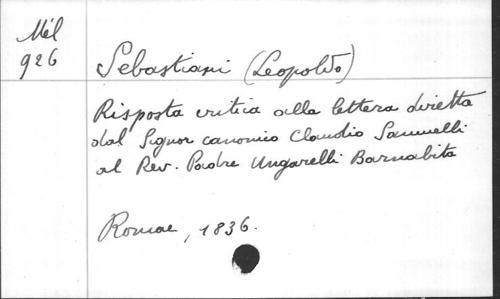 Mél
926
Sebastiani (Leopoldo)
Risposta critica alla lettera diretta
dal Signor canonico Claudio Samuelli
al Rev. Padre Ungarelli Barnabita
Romae, 1836.